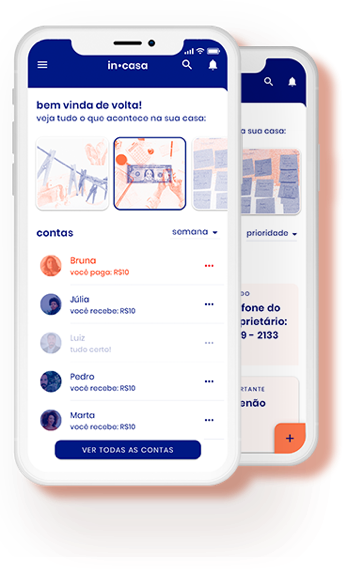 in•casa
bem vinda de volta!
veja tudo o que acontece na sua casa:
contas
semana
Bruna
você paga: R$10
Júlia
você recebe: R$10
Luiz
tudo certo!
Pedro
você recebe: R$10
Marta
você recebe: R$10
VER TODAS AS CONTAS
a sua casa:
prioridade
DO
fone do
prietário:
9 - 2133
RTANTE
enão
+